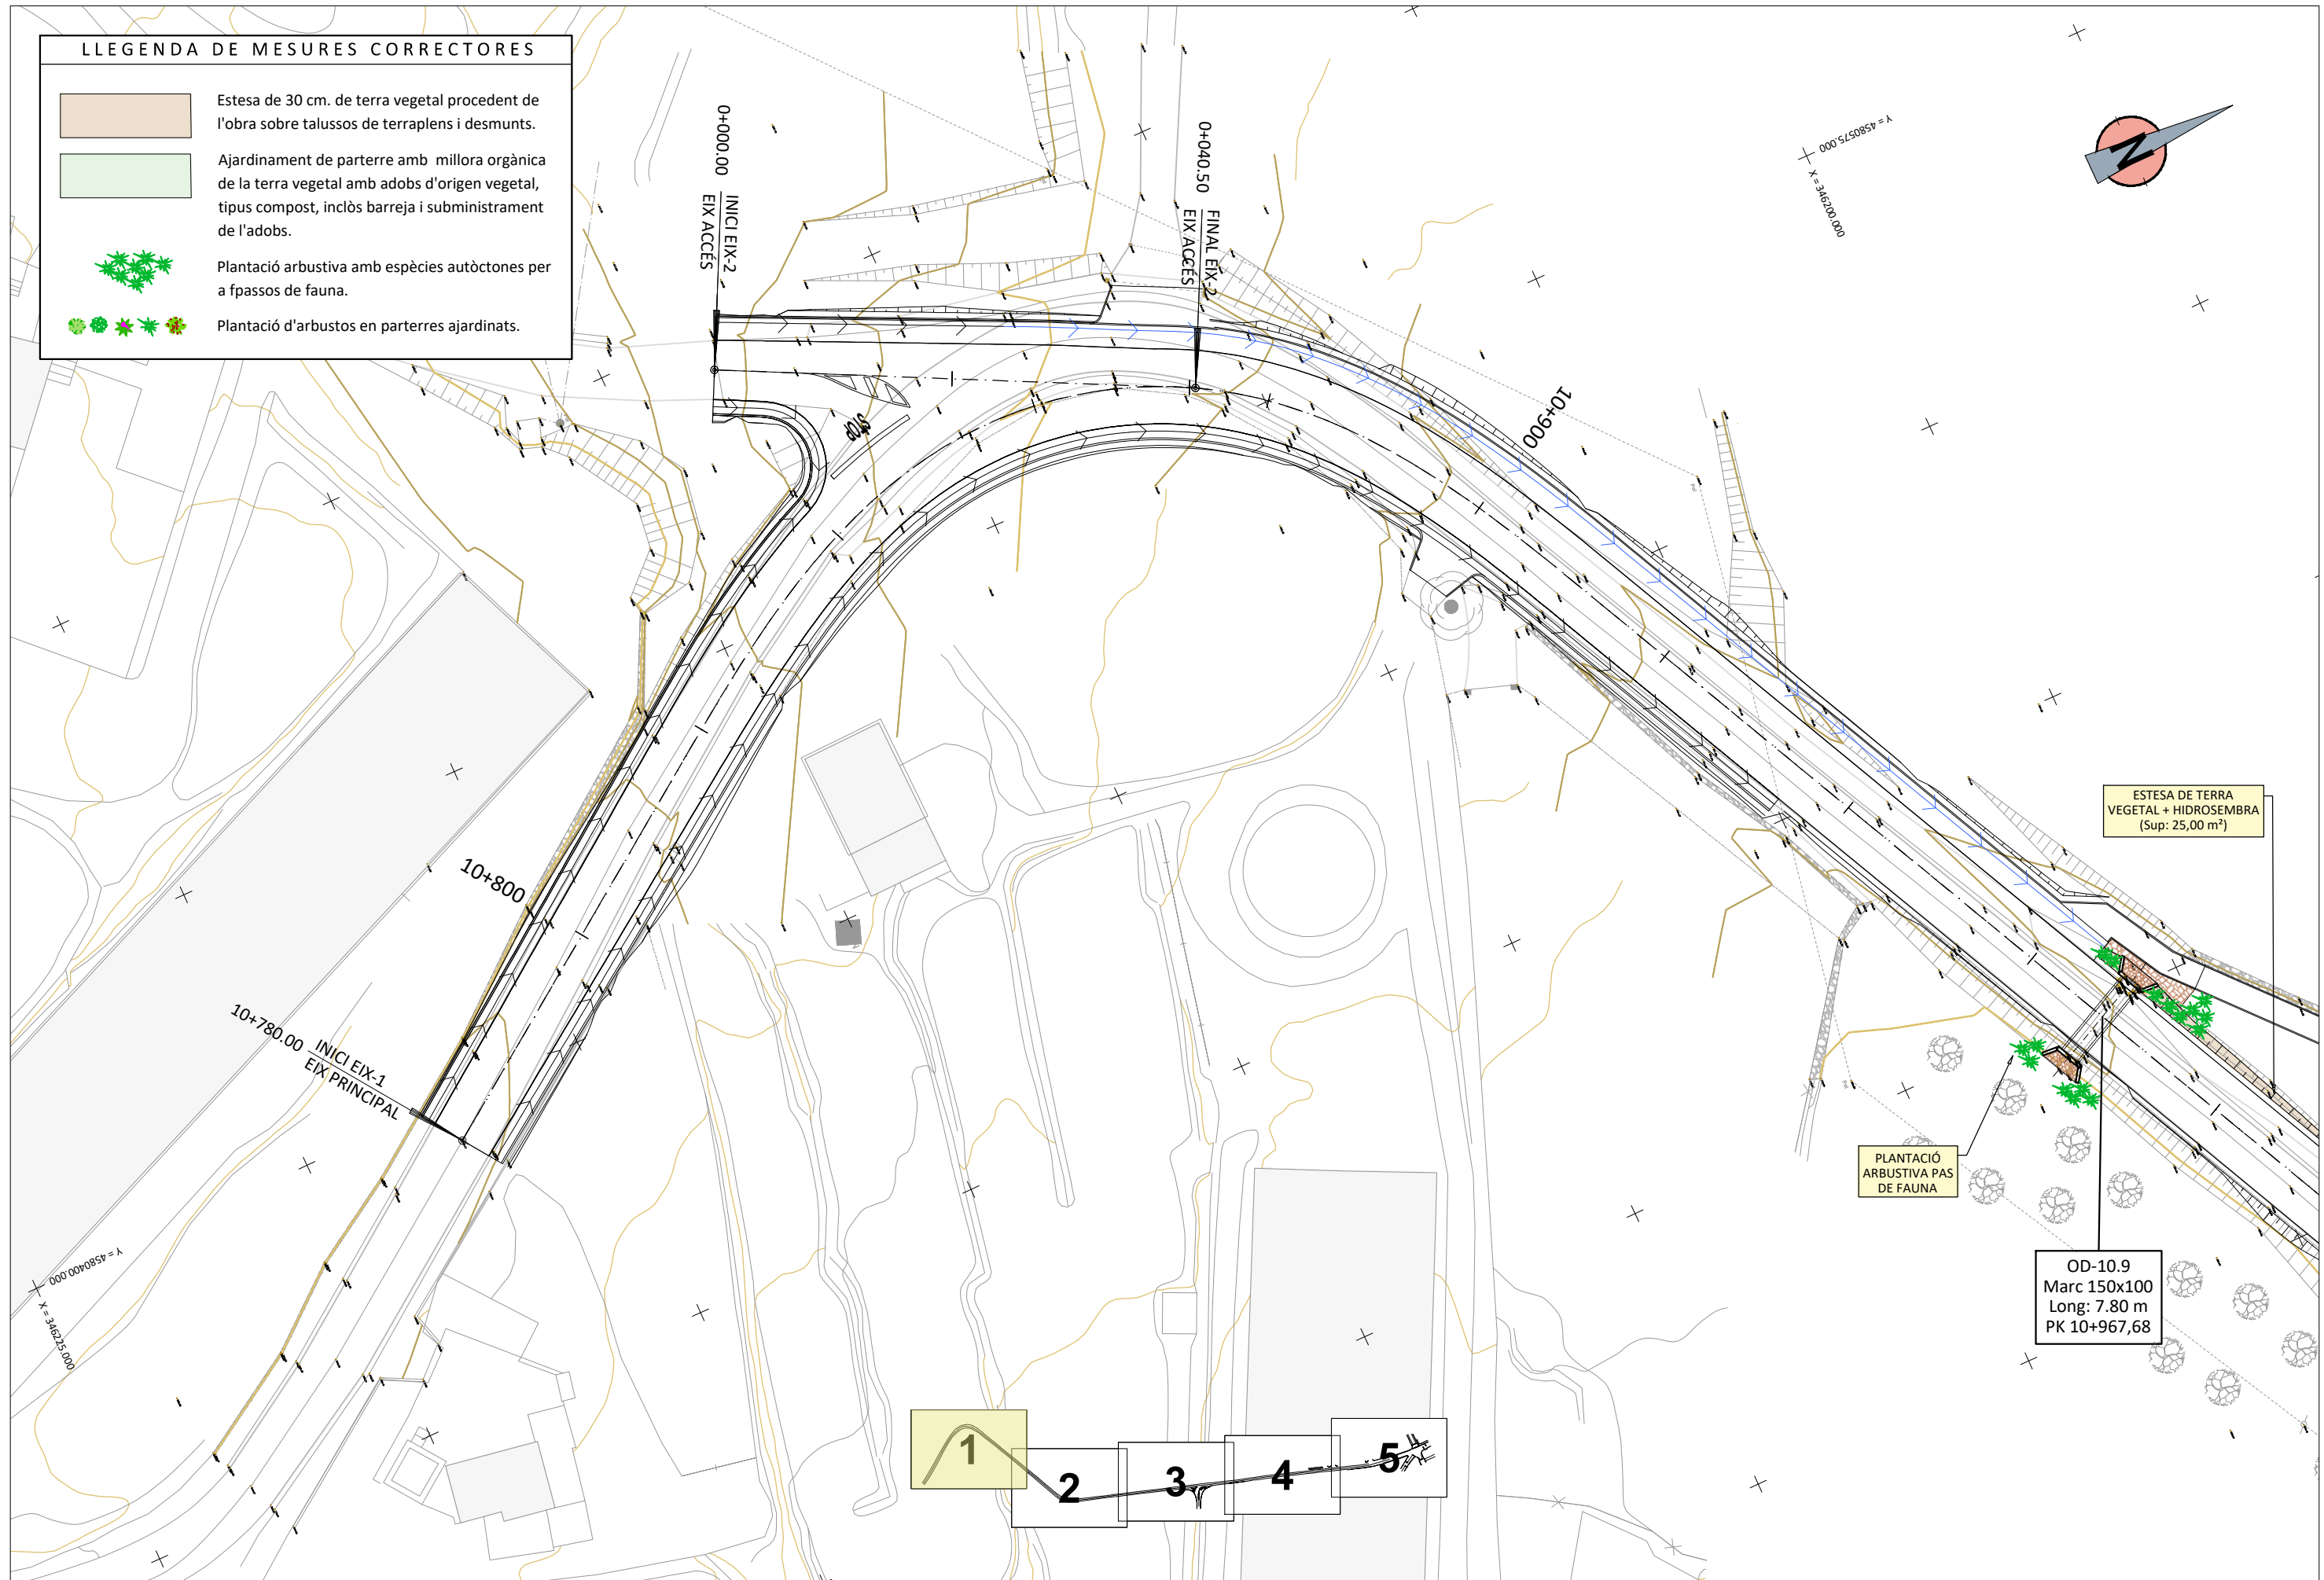 LLEGENDA DE MESURES CORRECTORES
Estesa de 30 cm. de terra vegetal procedent de
l'obra sobre talussos de terraplens i desmunts.
Ajardinament de parterre amb millora orgànica
de la terra vegetal amb adobs d'origen vegetal,
tipus compost, inclòs barreja i subministrament
de l'adobs.
Plantació arbustiva amb espècies autòctones per
a fpassos de fauna.
Plantació d'arbustos en parterres ajardinats.
0+000.00
INICI EIX-2
EIX ACCÉS
0+040.50
FINAL EIX-2
EIX ACCÉS
Y = 4580575.000
X = 346200.000
N
STOP
10+900
10+800
10+780.00
INICI EIX-1
EIX PRINCIPAL
Y = 4580400.000
X = 346225.000
ESTESA DE TERRA
VEGETAL + HIDROSEMBRA
(Sup: 25,00 m²)
PLANTACIÓ
ARBUSTIVA PAS
DE FAUNA
OD-10.9
Marc 150x100
Long: 7.80 m
PK 10+967,68
1
2
3
4
5